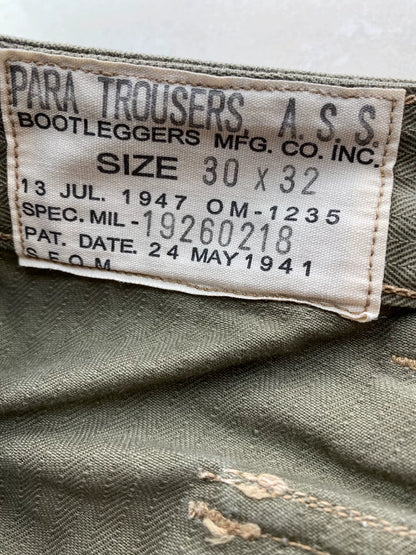 PARA TROUSERS, A.S.S.
BOOTLEGGERS MFG. CO. INC.
SIZE 30 x 32
13 JUL. 1947 OM-1235
SPEC. MIL-19260218
PAT. DATE. 24 MAY 1941